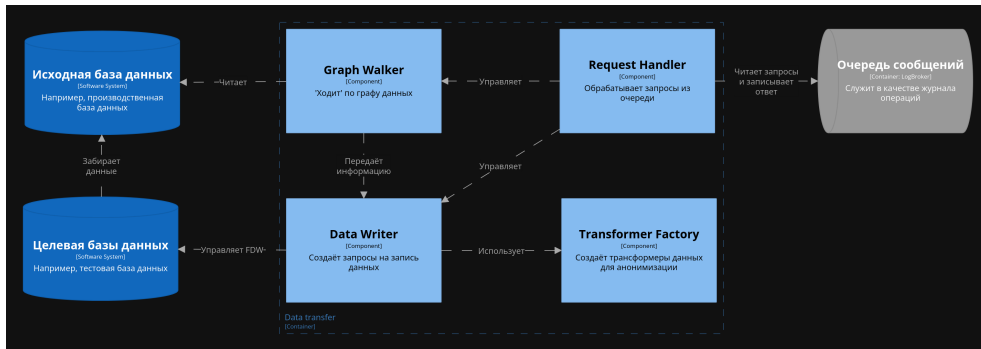 Исходная база данных
[Software System]
Например, производственная
база данных
Читает
Graph Walker
[Component]
'Ходит' по графу данных
Управляет
Request Handler
[Component]
Обрабатывает запросы из
очереди
Читает запросы
и записывает
ответ
Очередь сообщений
[Container: LogBroker]
Служит в качестве журнала
операций
Забирает
данные
Передаёт
информацию
Управляет
Целевая базы данных
[Software System]
Например, тестовая база данных
Управляет FDW
Data Writer
[Component]
Создаёт запросы на запись
данных
Использует
Transformer Factory
[Component]
Создаёт трансформеры данных
для анонимизации
Data transfer
[Container]